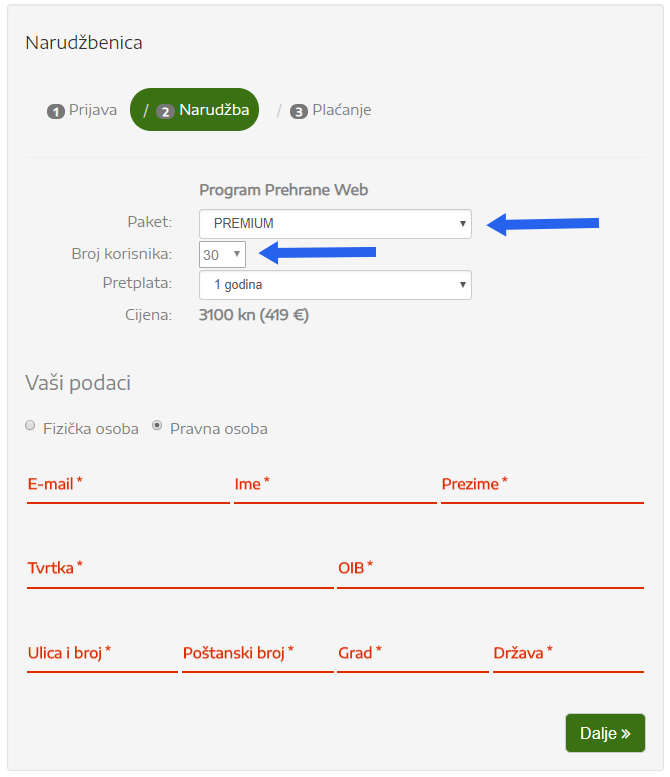 Narudžbenica
1 Prijava / 2 Narudžba / 3 Plaćanje
Program Prehrane Web
Paket: PREMIUM
Broj korisnika: 30
Pretplata: 1 godina
Cijena: 3100 kn (419 €)
Vaši podaci
Fizička osoba Pravna osoba
E-mail * Ime * Prezime *
Tvrtka * OIB *
Ulica i broj * Poštanski broj * Grad * Država *
Dalje »